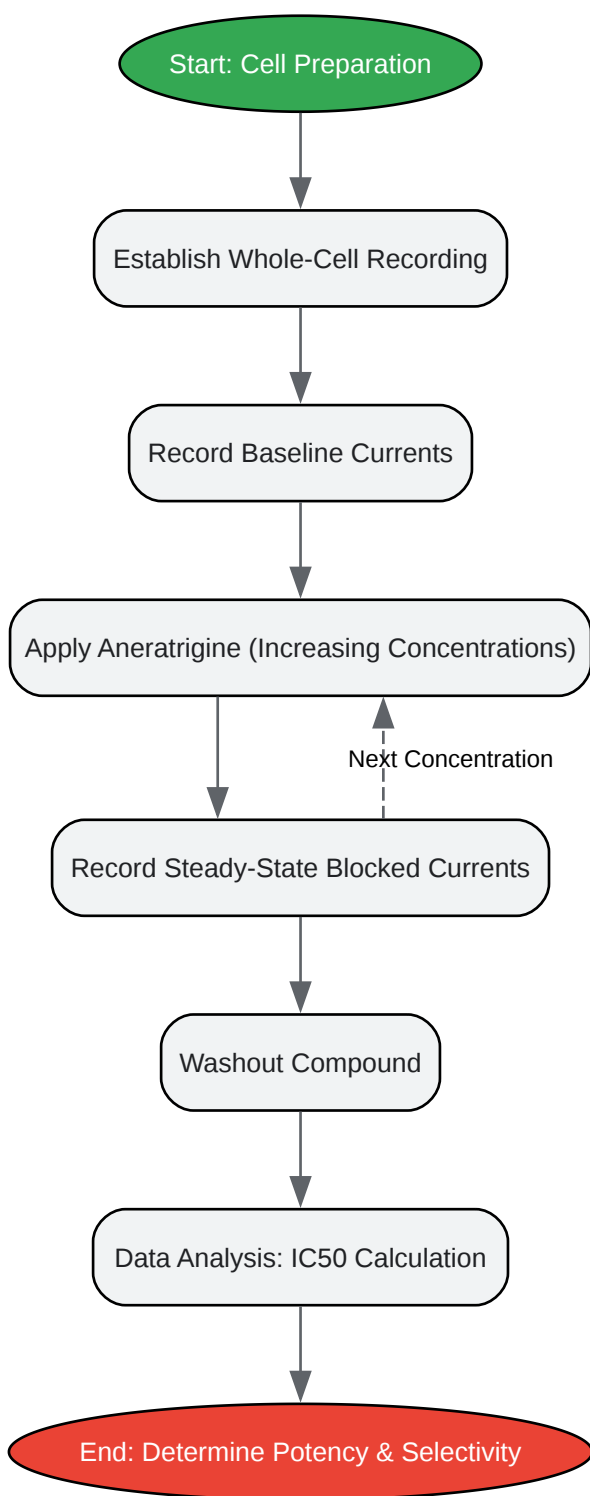 Start: Cell Preparation
Establish Whole-Cell Recording
Record Baseline Currents
Apply Aneratrigine (Increasing Concentrations)
Next Concentration
Record Steady-State Blocked Currents
Washout Compound
Data Analysis: IC50 Calculation
End: Determine Potency & Selectivity